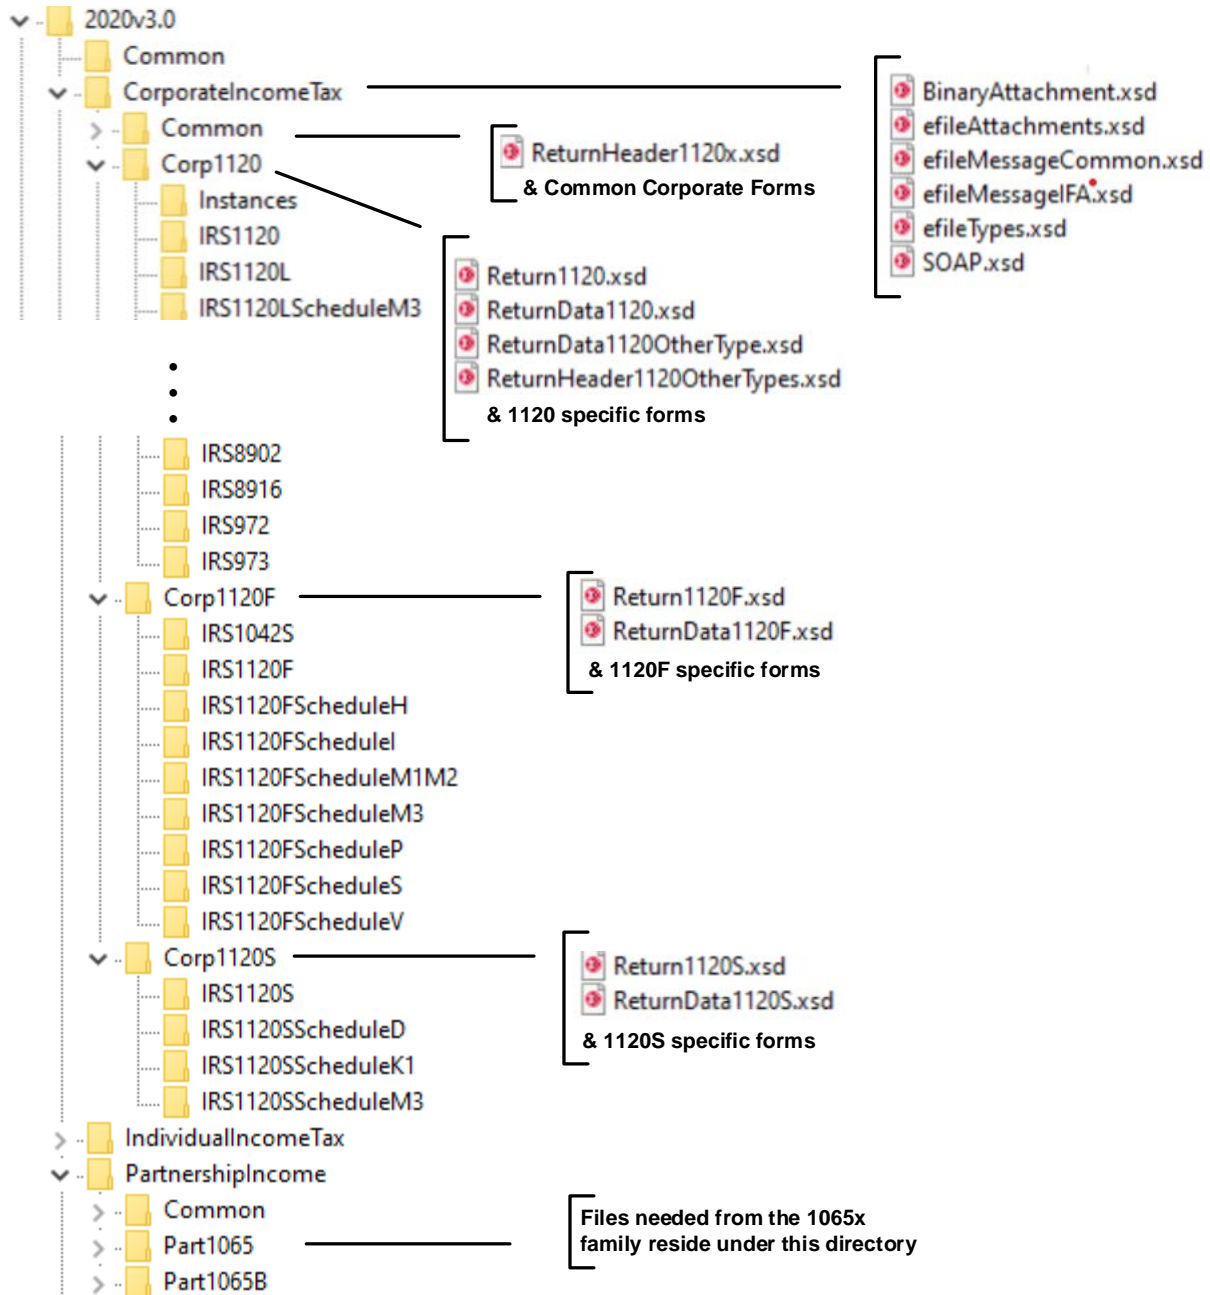 2020v3.0
Common
CorporateIncomeTax
BinaryAttachment.xsd
efileAttachments.xsd
efileMessageCommon.xsd
efileMessageIFA.xsd
efileTypes.xsd
SOAP.xsd
Common
ReturnHeader1120x.xsd
& Common Corporate Forms
Corp1120
Instances
IRS1120
IRS1120L
IRS1120LScheduleM3
Return1120.xsd
ReturnData1120.xsd
ReturnData1120OtherType.xsd
ReturnHeader1120OtherTypes.xsd
& 1120 specific forms
IRS8902
IRS8916
IRS972
IRS973
Corp1120F
Return1120F.xsd
ReturnData1120F.xsd
& 1120F specific forms
IRS1042S
IRS1120F
IRS1120FScheduleH
IRS1120FScheduleI
IRS1120FScheduleM1M2
IRS1120FScheduleM3
IRS1120FScheduleP
IRS1120FScheduleS
IRS1120FScheduleV
Corp1120S
Return1120S.xsd
ReturnData1120S.xsd
& 1120S specific forms
IRS1120S
IRS1120SScheduleD
IRS1120SScheduleK1
IRS1120SScheduleM3
IndividualIncomeTax
PartnershipIncome
Common
Part1065
Files needed from the 1065x
family reside under this directory
Part1065B